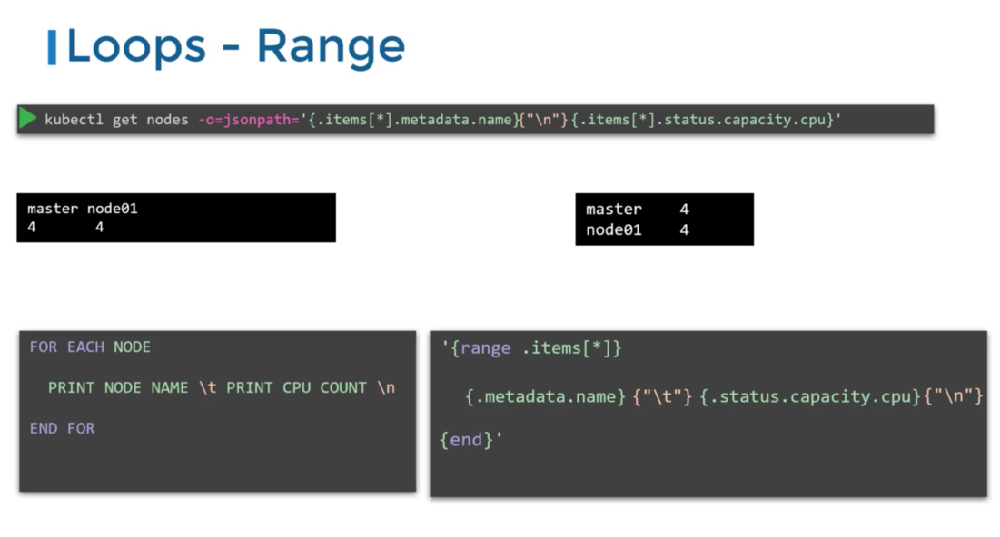 Loops - Range
kubectl get nodes -o=jsonpath='{.items[*].metadata.name}{"\n"}{.items[*].status.capacity.cpu}'
master node01
4 4
master 4
node01 4
FOR EACH NODE
PRINT NODE NAME \t PRINT CPU COUNT \n
END FOR
'{range .items[*]}
{.metadata.name} {"\t"} {.status.capacity.cpu}{"\n"}
{end}'